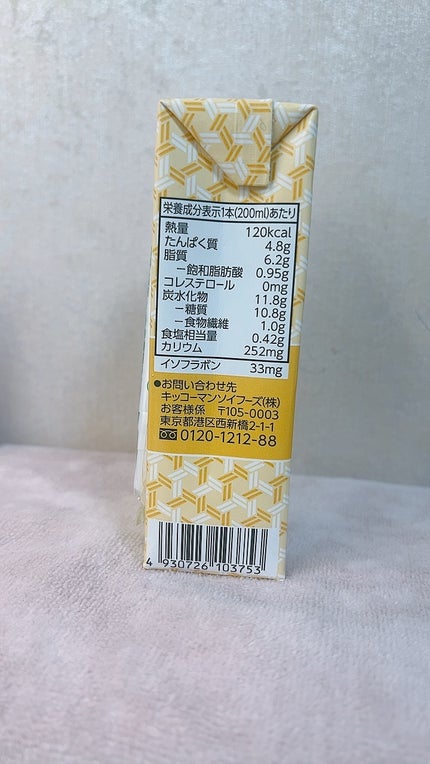 栄養成分表示1本(200ml)あたり
熱量 120kcal
たんぱく質 4.8g
脂質 6.2g
－飽和脂肪酸 0.95g
コレステロール 0mg
炭水化物 11.8g
－糖質 10.8g
－食物繊維 1.0g
食塩相当量 0.42g
カリウム 252mg
イソフラボン 33mg
●お問い合わせ先
キッコーマンソイフーズ(株)
お客様係 〒105-0003
東京都港区西新橋2-1-1
0120-1212-88
4 930726 103753